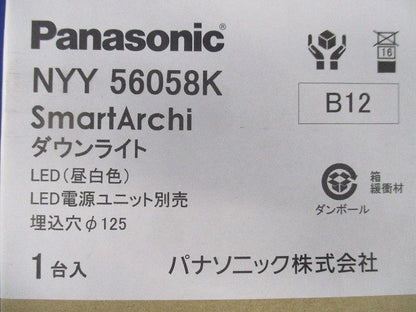 Panasonic
NYY 56058K
16
B12
SmartArchi
ダウンライト
LED(昼白色)
LED電源ユニット別売
埋込穴φ125
箱
緩衝材
ダンボール
1台入
パナソニック株式会社